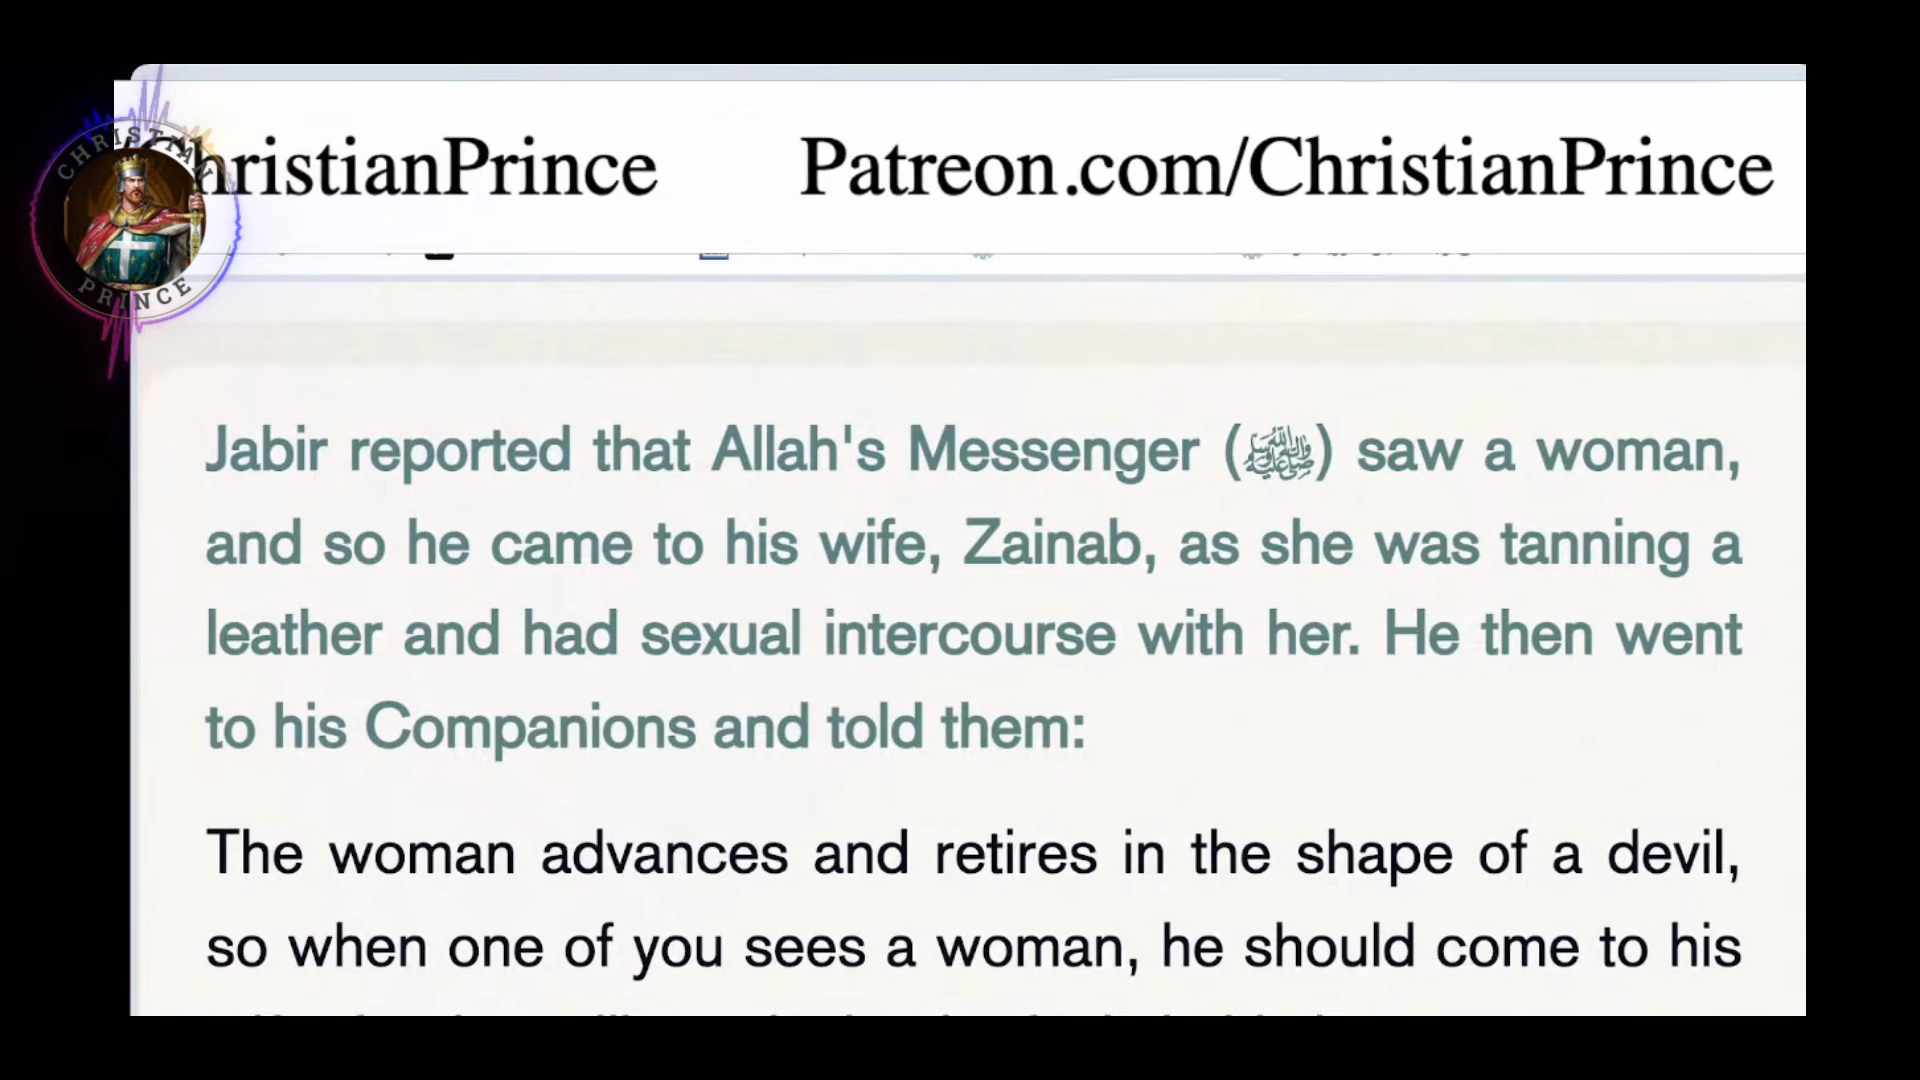 hristianPrince Patreon.com/ChristianPrince
CHRISTIAN
PRINCE
Jabir reported that Allah's Messenger (ﷺ) saw a woman,
and so he came to his wife, Zainab, as she was tanning a
leather and had sexual intercourse with her. He then went
to his Companions and told them:
The woman advances and retires in the shape of a devil,
so when one of you sees a woman, he should come to his